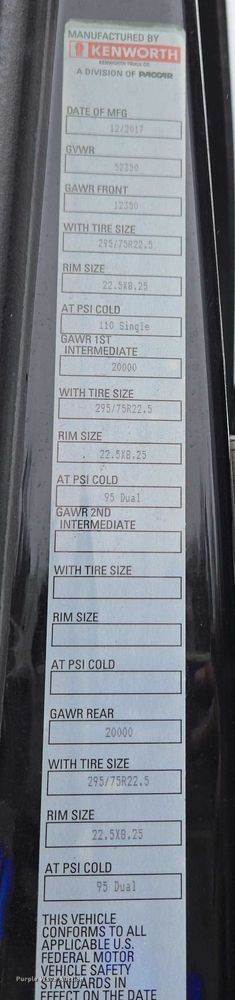 MANUFACTURED BY
KENWORTH
KENWORTH TRUCK CO.
A DIVISION OF PACCAR
DATE OF MFG
12/2017
GVWR
52350
GAWR FRONT
12350
WITH TIRE SIZE
295/75R22.5
RIM SIZE
22.5X8.25
AT PSI COLD
110 Single
GAWR 1ST
INTERMEDIATE
20000
WITH TIRE SIZE
295/75R22.5
RIM SIZE
22.5X8.25
AT PSI COLD
95 Dual
GAWR 2ND
INTERMEDIATE
WITH TIRE SIZE
RIM SIZE
AT PSI COLD
GAWR REAR
20000
WITH TIRE SIZE
295/75R22.5
RIM SIZE
22.5X8.25
AT PSI COLD
95 Dual
THIS VEHICLE
CONFORMS TO ALL
APPLICABLE U.S.
FEDERAL MOTOR
VEHICLE SAFETY
STANDARDS IN
EFFECT ON THE DATE